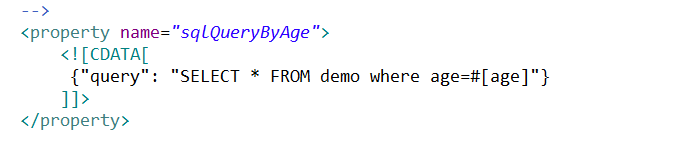 -->
<property name="sqlQueryByAge">
<![CDATA[
{"query": "SELECT * FROM demo where age=#[age]"}
]]>
</property>